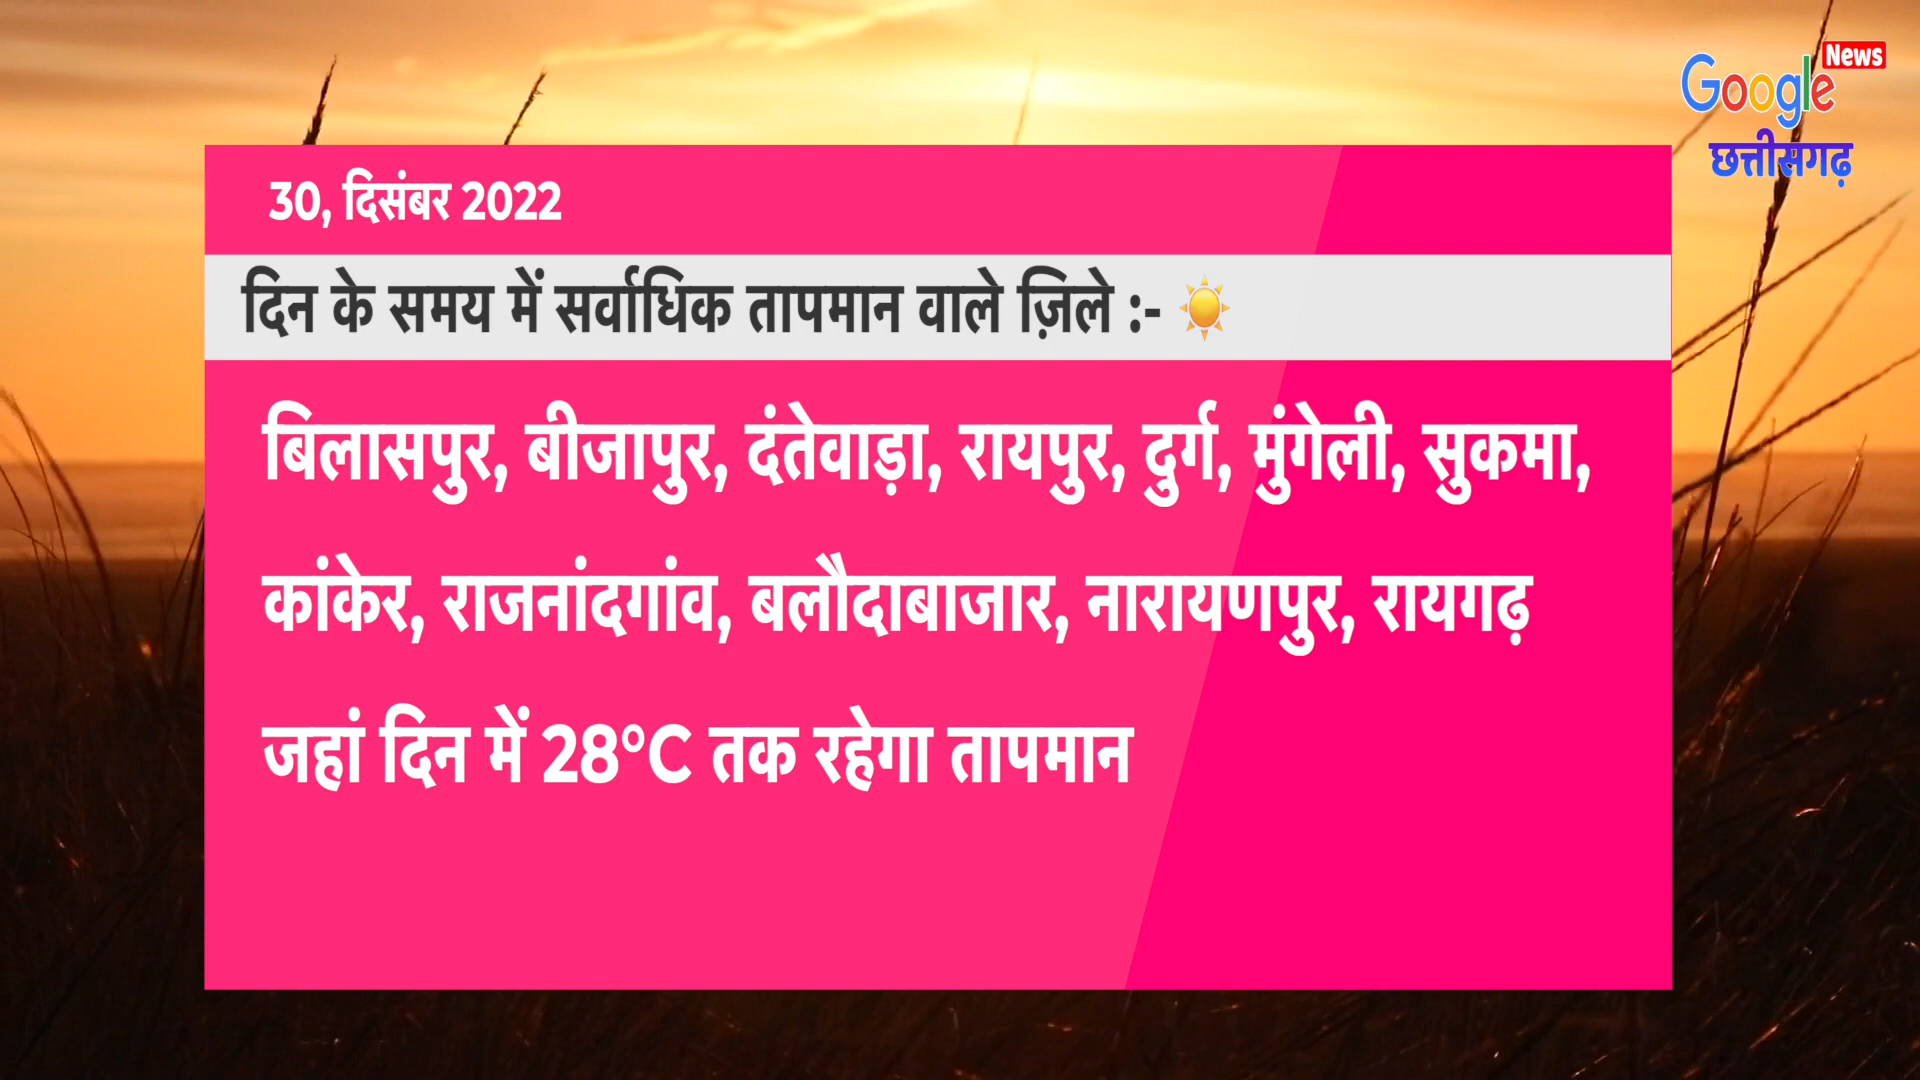 Google News
छत्तीसगढ़
30, दिसंबर 2022
दिन के समय में सर्वाधिक तापमान वाले ज़िले :-
बिलासपुर, बीजापुर, दंतेवाड़ा, रायपुर, दुर्ग, मुंगेली, सुकमा,
कांकेर, राजनांदगांव, बलौदाबाजार, नारायणपुर, रायगढ़
जहां दिन में 28°C तक रहेगा तापमान